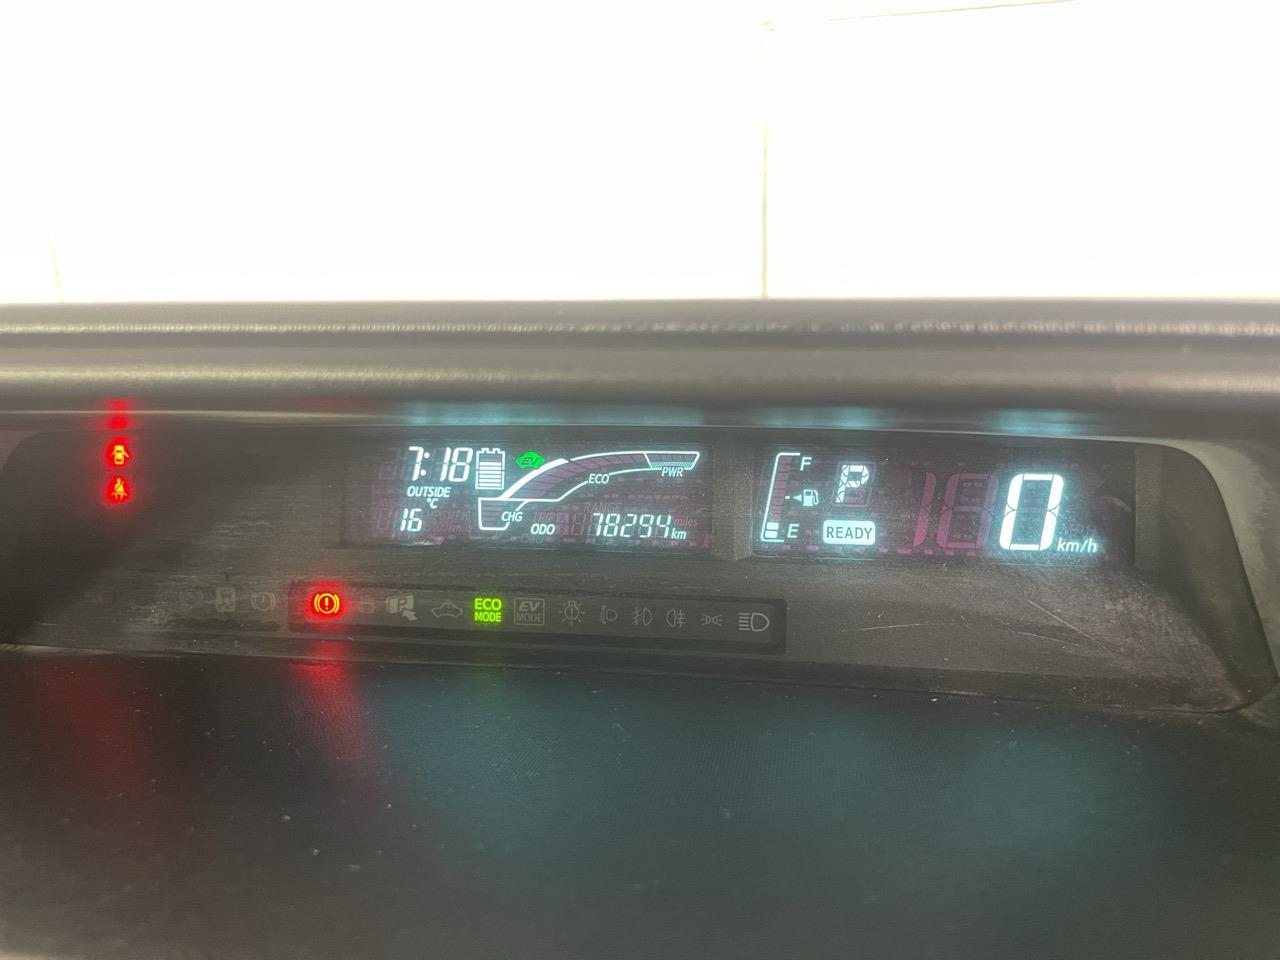 7:18
EV
PWR
ECO
OUTSIDE
°C
16
CHG
ODO
78294 km
F
E
P
READY
0 km/h
P
ECO
MODE
EV
MODE